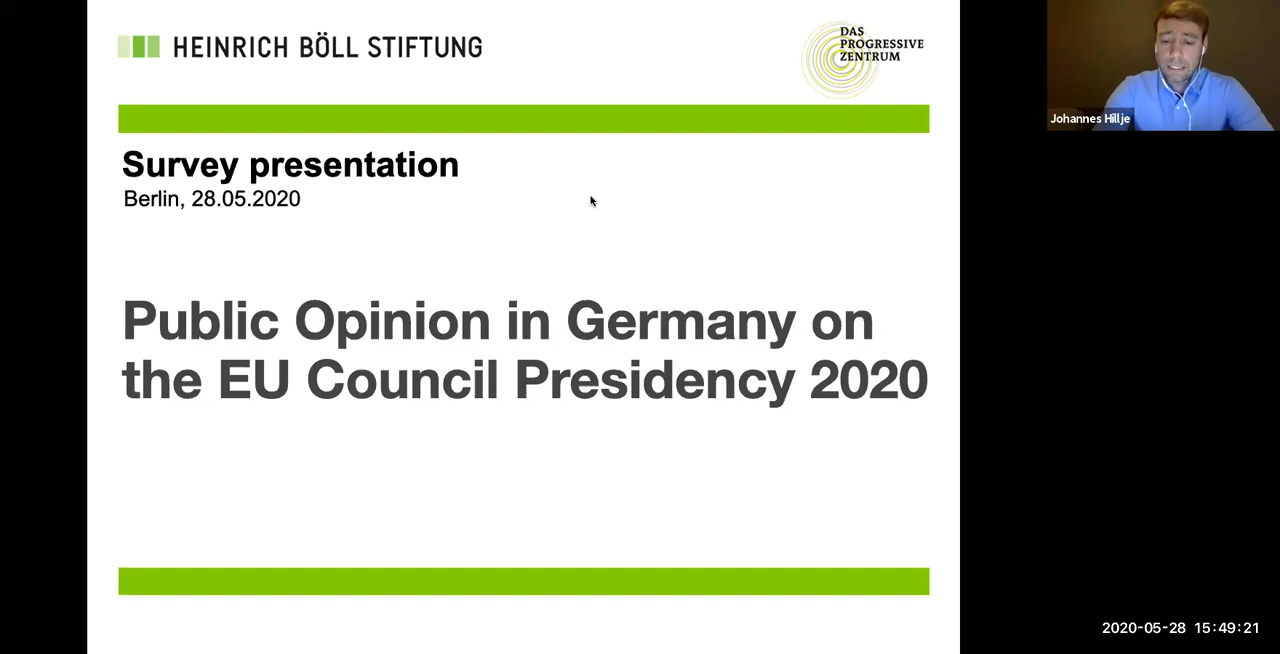 HEINRICH BÖLL STIFTUNG
DAS
PROGRESSIVE
ZENTRUM
Johannes Hillje
Survey presentation
Berlin, 28.05.2020
Public Opinion in Germany on
the EU Council Presidency 2020
2020-05-28 15:49:21